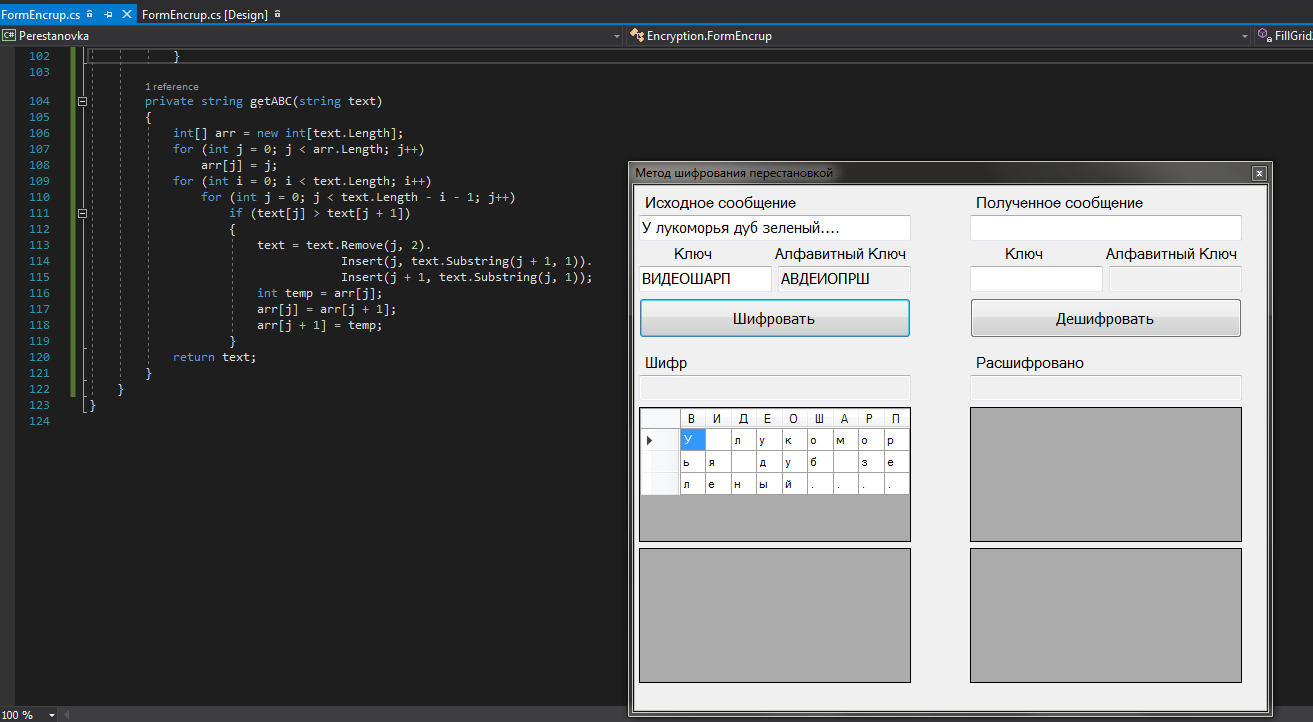 FormEncrup.cs FormEncrup.cs [Design]
C# Perestanovka Encryption.FormEncrup FillGrid
102 }
103
1 reference
104 private string getABC(string text)
105 {
106 int[] arr = new int[text.Length];
107 for (int j = 0; j < arr.Length; j++)
108 arr[j] = j;
109 for (int i = 0; i < text.Length; i++)
110 for (int j = 0; j < text.Length - i - 1; j++)
111 if (text[j] > text[j + 1])
112 {
113 text = text.Remove(j, 2).
114 Insert(j, text.Substring(j + 1, 1)).
115 Insert(j + 1, text.Substring(j, 1));
116 int temp = arr[j];
117 arr[j] = arr[j + 1];
118 arr[j + 1] = temp;
119 }
120 return text;
121 }
122 }
123 }
124
100 %
Метод шифрования перестановкой
Исходное сообщение Полученное сообщение
У лукоморья дуб зеленый....
Ключ Алфавитный Ключ Ключ Алфавитный Ключ
ВИДЕОШАРП АВДЕИОПРШ
Шифровать Дешифровать
Шифр Расшифровано
В И Д Е О Ш А Р П
У л у к о м о р
ь я д у б з е
л е н ы й . . . .